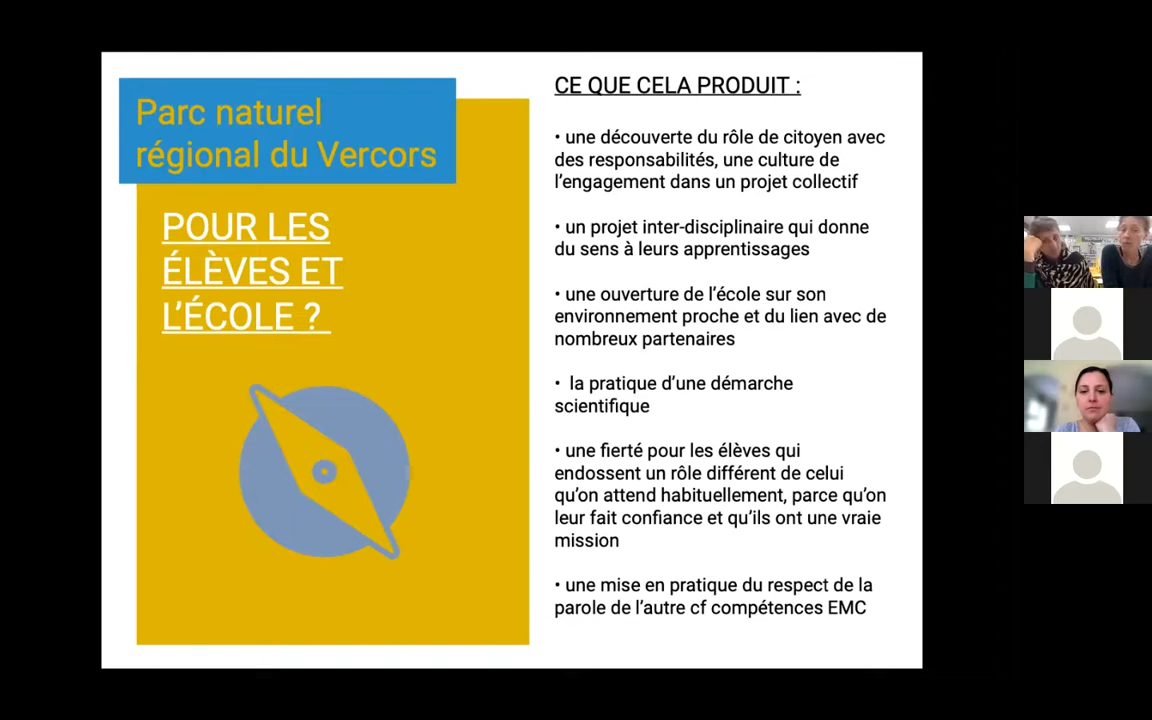 Parc naturel
régional du Vercors
POUR LES
ÉLÈVES ET
L'ÉCOLE ?
CE QUE CELA PRODUIT :
• une découverte du rôle de citoyen avec
des responsabilités, une culture de
l'engagement dans un projet collectif
• un projet inter-disciplinaire qui donne
du sens à leurs apprentissages
• une ouverture de l'école sur son
environnement proche et du lien avec de
nombreux partenaires
• la pratique d'une démarche
scientifique
• une fierté pour les élèves qui
endossent un rôle différent de celui
qu'on attend habituellement, parce qu'on
leur fait confiance et qu'ils ont une vraie
mission
• une mise en pratique du respect de la
parole de l'autre cf compétences EMC